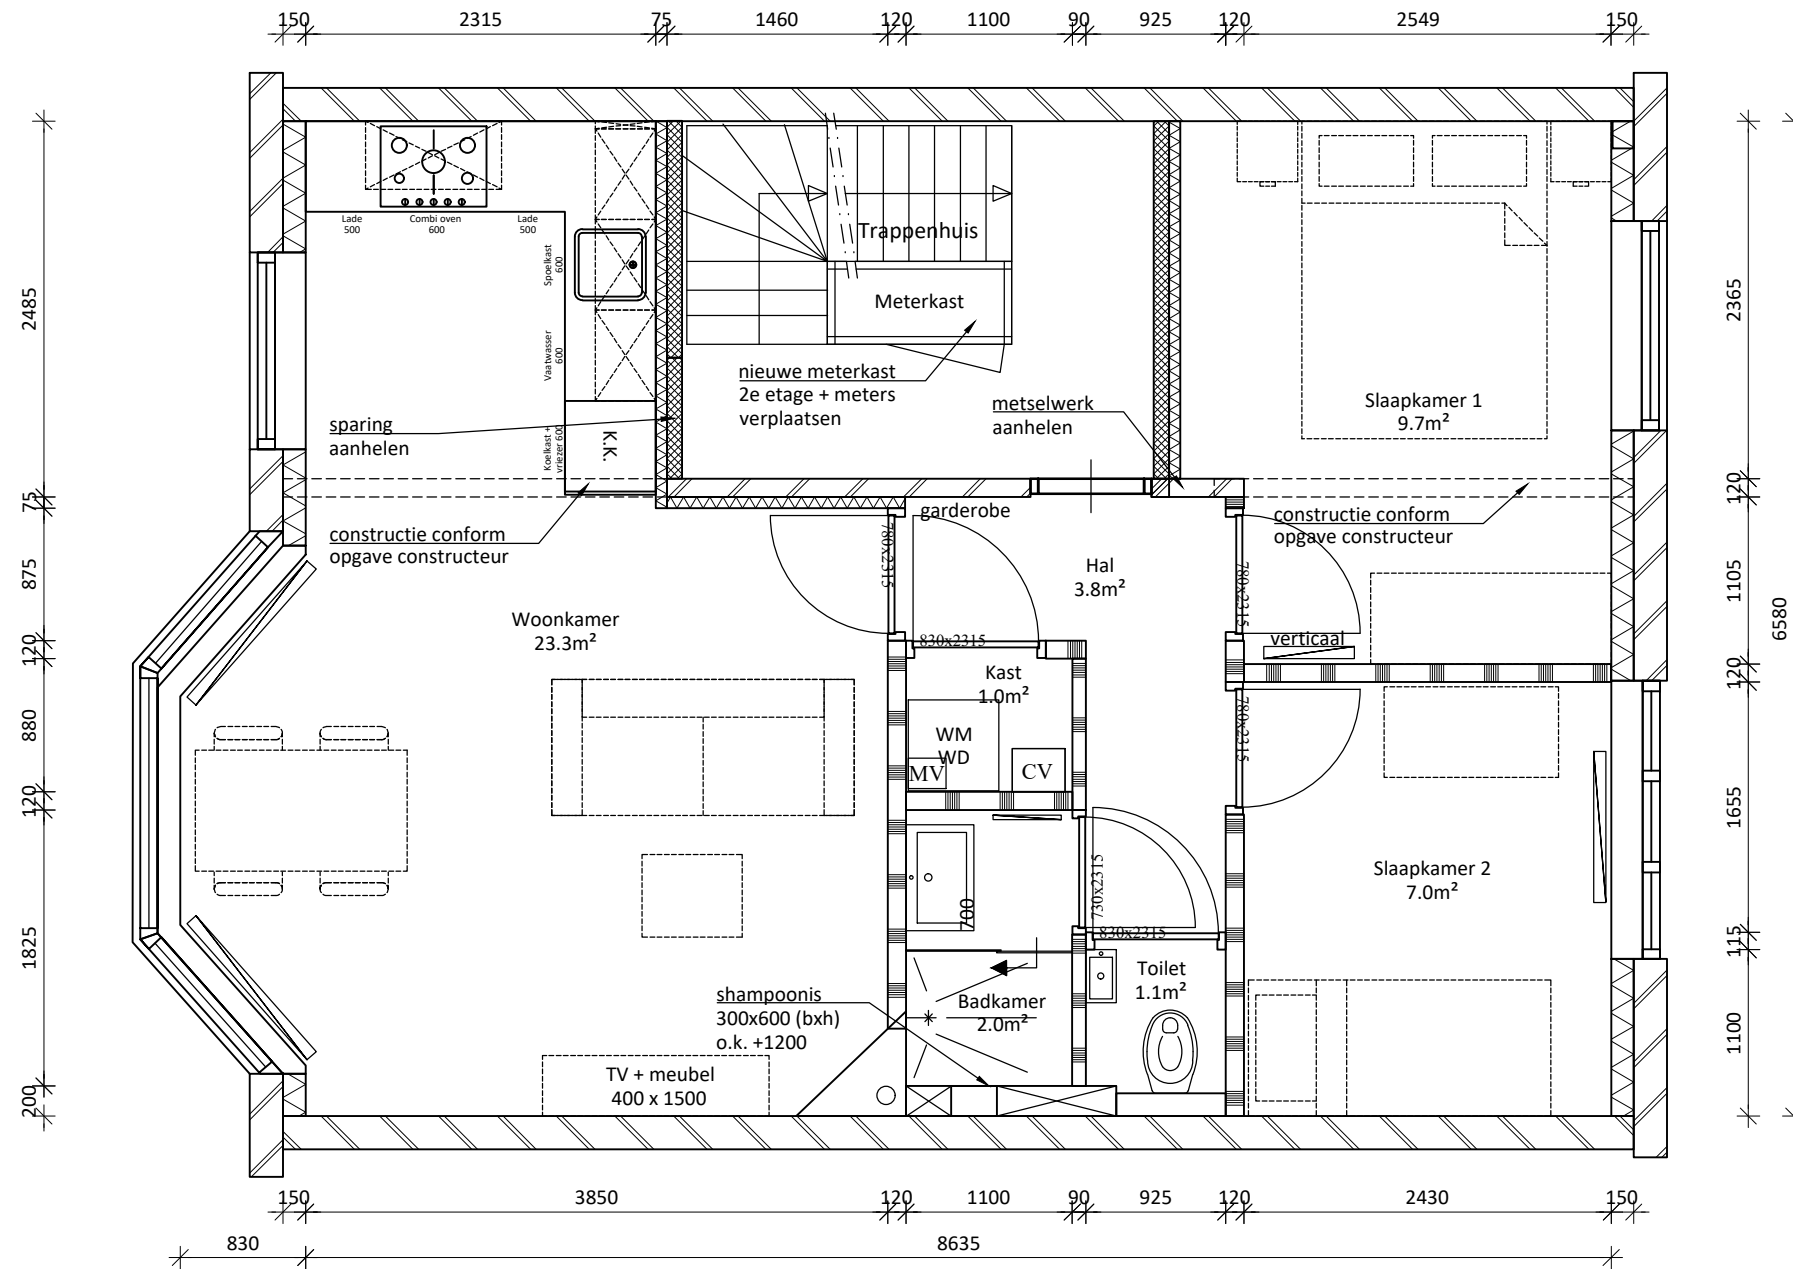 150 2315 75 1460 120 1100 90 925 120 2549 150
2485
75
875
120
880
120
1825
200
Lade
500
Combi oven
600
Lade
500
Spoelkast
600
Vaatwasser
600
Koelkast +
vriezer 600
K.K.
Trappenhuis
Meterkast
nieuwe meterkast
2e etage + meters
verplaatsen
sparing
aanhelen
metselwerk
aanhelen
Slaapkamer 1
9.7m²
constructie conform
opgave constructeur
garderobe
constructie conform
opgave constructeur
780x2315
Hal
3.8m²
780x2315
Woonkamer
23.3m²
830x2315
verticaal
Kast
1.0m²
WM
WD
MV
CV
780x2315
Slaapkamer 2
7.0m²
700
730x2315
830x2315
Toilet
1.1m²
Badkamer
2.0m²
shampoonis
300x600 (bxh)
o.k. +1200
TV + meubel
400 x 1500
2365
120
1105
120
1655
115
1100
6580
150 3850 120 1100 90 925 120 2430 150
830 8635